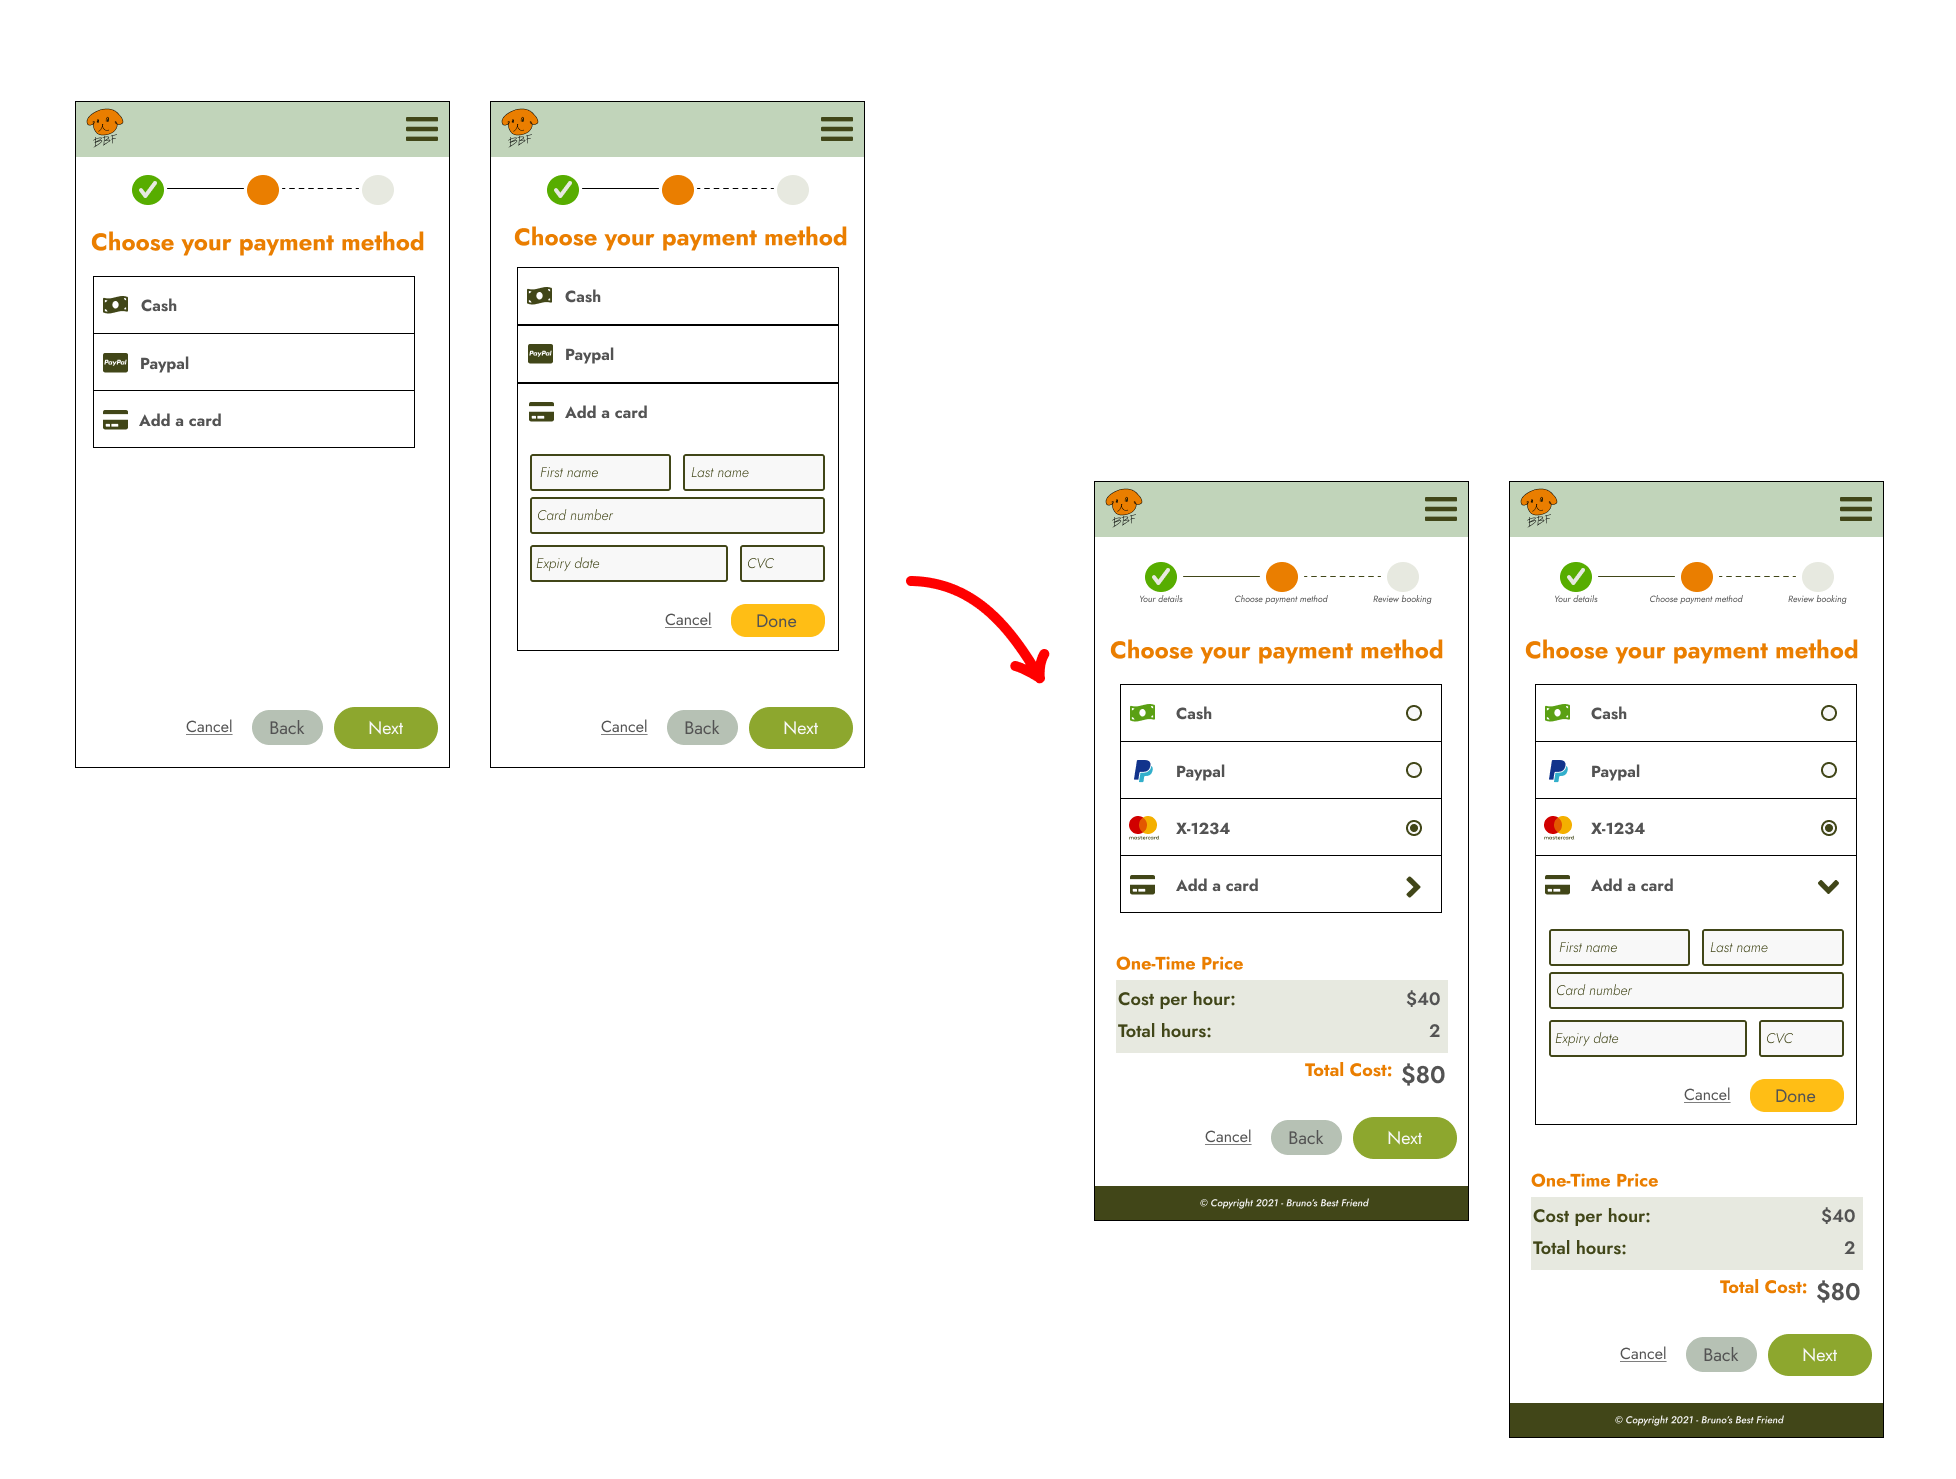 BBF
Choose your payment method
Cash
PayPal
Paypal
Add a card
Cancel
Back
Next
BBF
Choose your payment method
Cash
PayPal
Paypal
Add a card
First name
Last name
Card number
Expiry date
CVC
Cancel
Done
Cancel
Back
Next
BBF
Your details
Choose payment method
Review booking
Choose your payment method
Cash
Paypal
mastercard
X-1234
Add a card
One-Time Price
Cost per hour: $40
Total hours: 2
Total Cost: $80
Cancel
Back
Next
© Copyright 2021 - Bruno's Best Friend
BBF
Your details
Choose payment method
Review booking
Choose your payment method
Cash
Paypal
mastercard
X-1234
Add a card
First name
Last name
Card number
Expiry date
CVC
Cancel
Done
One-Time Price
Cost per hour: $40
Total hours: 2
Total Cost: $80
Cancel
Back
Next
© Copyright 2021 - Bruno's Best Friend